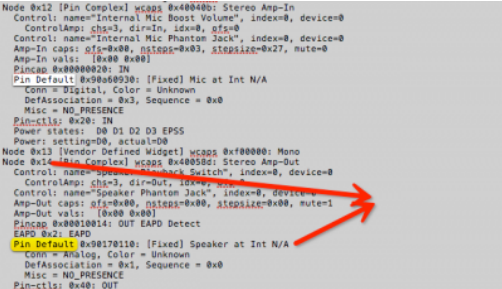 Node 0x12 [Pin Complex] wcaps 0x40040b: Stereo Amp-In
Control: name="Internal Mic Boost Volume", index=0, device=0
ControlAmp: chs=3, dir=In, idx=0, ofs=0
Control: name="Internal Mic Phantom Jack", index=0, device=0
Amp-In caps: ofs=0x00, nsteps=0x03, stepsize=0x27, mute=0
Amp-In vals: [0x00 0x00]
Pincap 0x00000020: IN
Pin Default 0x90a60930: [Fixed] Mic at Int N/A
Conn = Digital, Color = Unknown
DefAssociation = 0x3, Sequence = 0x0
Misc = NO_PRESENCE
Pin-ctls: 0x20: IN
Power states: D0 D1 D2 D3 EPSS
Power: setting=D0, actual=D0
Node 0x13 [Vendor Defined Widget] wcaps 0xf00000: Mono
Node 0x14 [Pin Complex] wcaps 0x40058d: Stereo Amp-Out
Control: name="Speaker Playback Switch", index=0, device=0
ControlAmp: chs=3, dir=Out, idx=0, ofs=0
Control: name="Speaker Phantom Jack", index=0, device=0
Amp-Out caps: ofs=0x00, nsteps=0x00, stepsize=0x00, mute=1
Amp-Out vals: [0x00 0x00]
Pincap 0x00010014: OUT EAPD Detect
EAPD 0x2: EAPD
Pin Default 0x90170110: [Fixed] Speaker at Int N/A
Conn = Analog, Color = Unknown
DefAssociation = 0x1, Sequence = 0x0
Misc = NO_PRESENCE
Pin-ctls: 0x40: OUT